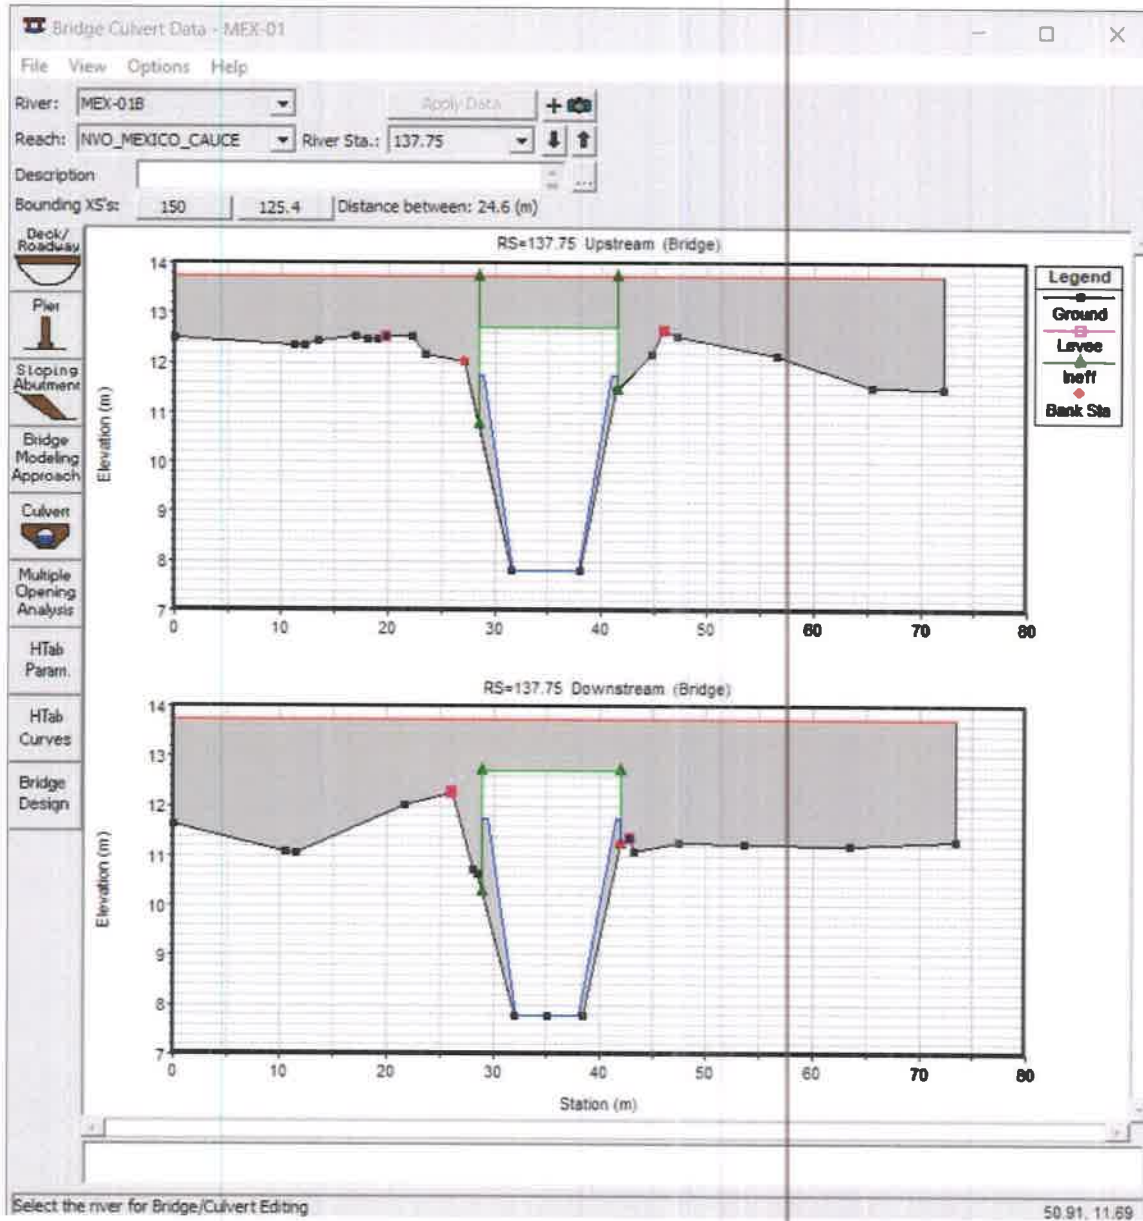 Bridge Culvert Data - MEX-01
File View Options Help
River: MEX-01B Apply Data
Reach: NVO_MEXICO_CAUCE River Sta.: 137.75
Description ...
Bounding XS's: 150 125.4 Distance between: 24.6 (m)
Deck/
Roadway
Pier
Sloping
Abutment
Bridge
Modeling
Approach
Culvert
Multiple
Opening
Analysis
HTab
Param.
HTab
Curves
Bridge
Design
RS=137.75 Upstream (Bridge)
Elevation (m)
14
13
12
11
10
9
8
7
0 10 20 30 40 50 60 70 80
Legend
Ground
Levee
Ineff
Bank Sta
RS=137.75 Downstream (Bridge)
Elevation (m)
14
13
12
11
10
9
8
7
0 10 20 30 40 50 60 70 80
Station (m)
Select the river for Bridge/Culvert Editing
50.91, 11.69